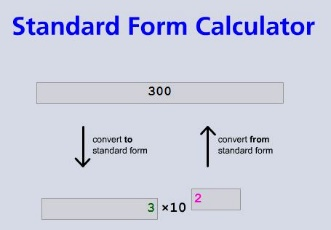 Standard Form Calculator
300
convert to
standard form
convert from
standard form
3 ×10 2